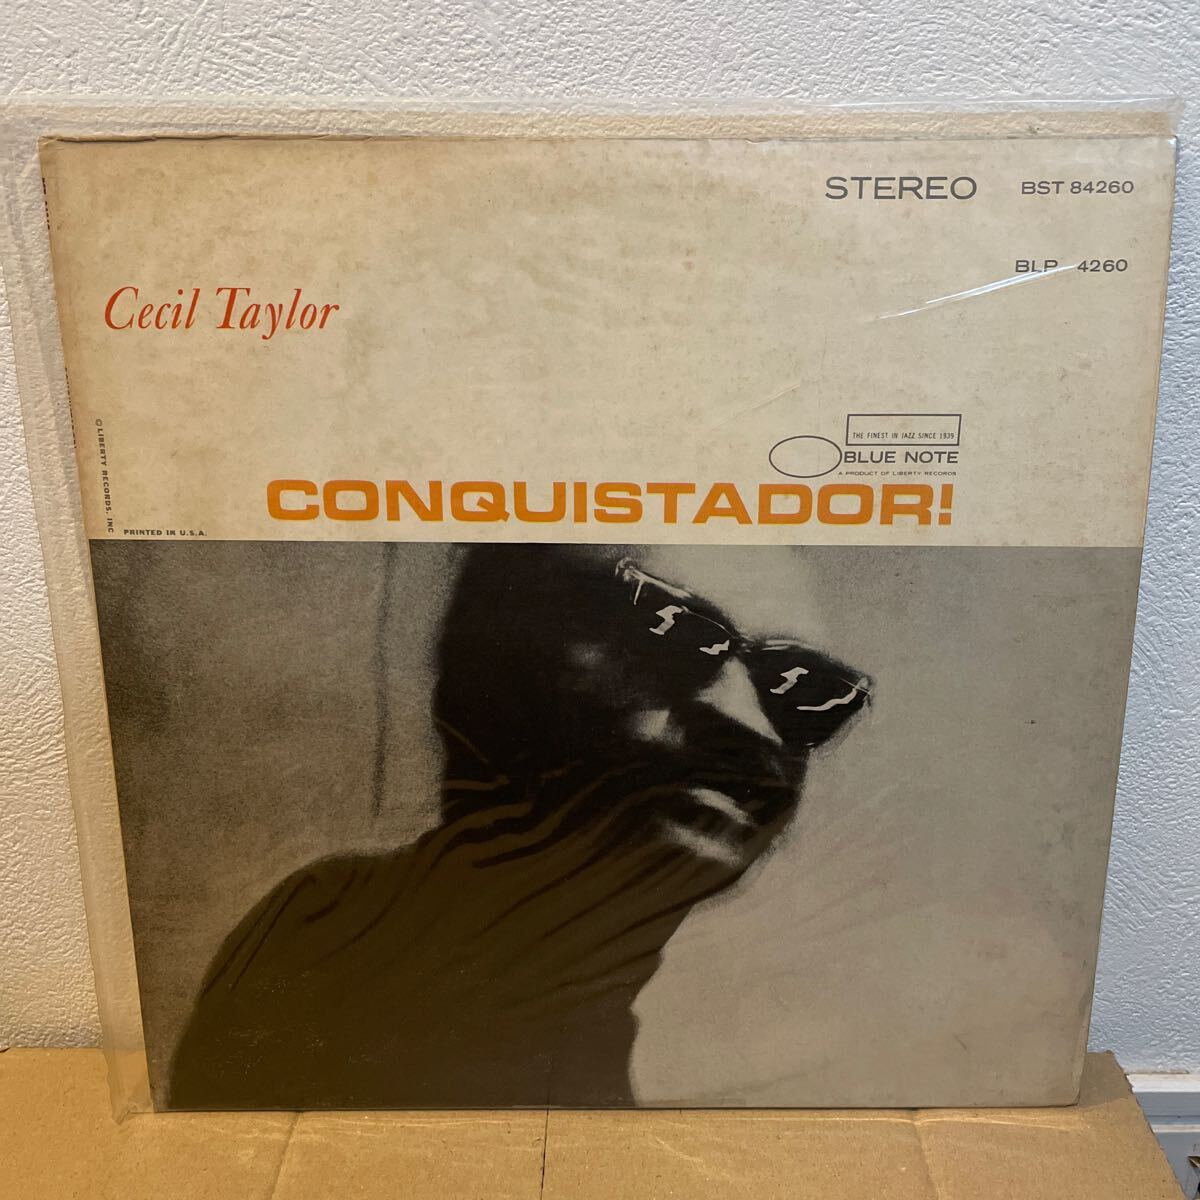 STEREO BST 84260
BLP 4260
Cecil Taylor
THE FINEST IN JAZZ SINCE 1939
BLUE NOTE
A PRODUCT OF LIBERTY RECORDS
CONQUISTADOR!
© LIBERTY RECORDS, INC
PRINTED IN U.S.A.